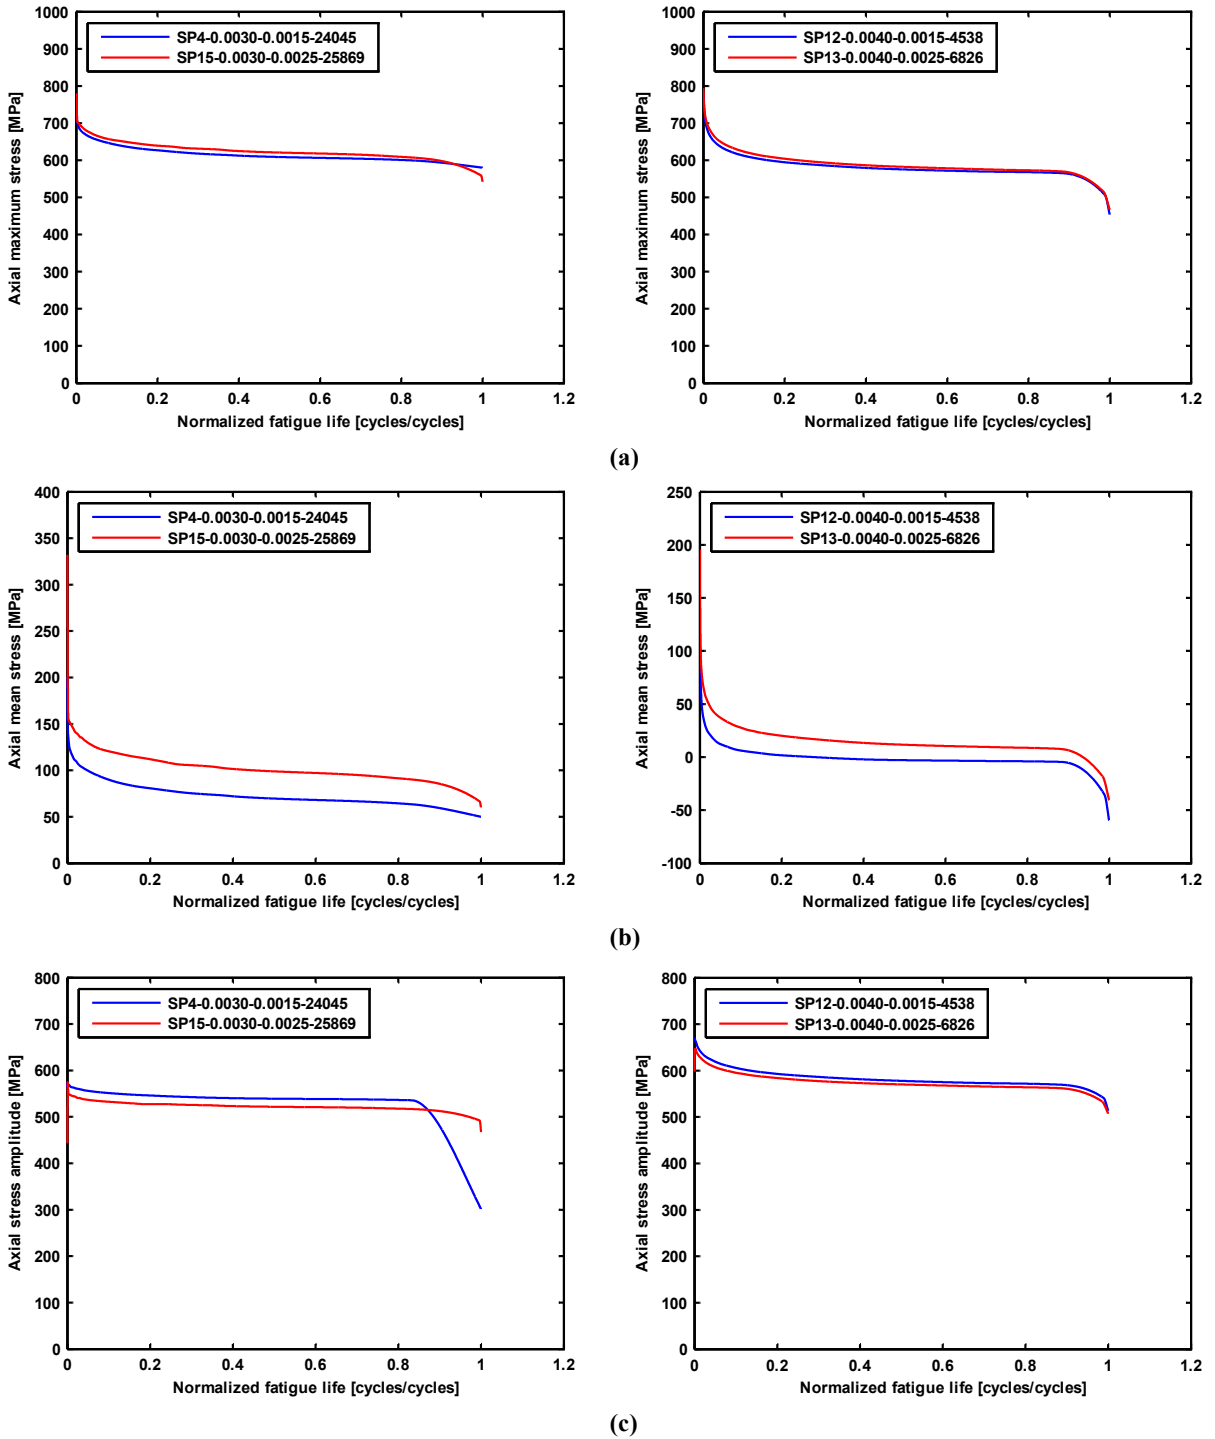 1000
900
800
700
600
500
400
300
200
100
0
Axial maximum stress [MPa]
SP4-0.0030-0.0015-24045
SP15-0.0030-0.0025-25869
0 0.2 0.4 0.6 0.8 1 1.2
Normalized fatigue life [cycles/cycles]
1000
900
800
700
600
500
400
300
200
100
0
Axial maximum stress [MPa]
SP12-0.0040-0.0015-4538
SP13-0.0040-0.0025-6826
0 0.2 0.4 0.6 0.8 1 1.2
Normalized fatigue life [cycles/cycles]
(a)
400
350
300
250
200
150
100
50
0
Axial mean stress [MPa]
SP4-0.0030-0.0015-24045
SP15-0.0030-0.0025-25869
0 0.2 0.4 0.6 0.8 1 1.2
Normalized fatigue life [cycles/cycles]
250
200
150
100
50
0
-50
-100
Axial mean stress [MPa]
SP12-0.0040-0.0015-4538
SP13-0.0040-0.0025-6826
0 0.2 0.4 0.6 0.8 1 1.2
Normalized fatigue life [cycles/cycles]
(b)
800
700
600
500
400
300
200
100
0
Axial stress amplitude [MPa]
SP4-0.0030-0.0015-24045
SP15-0.0030-0.0025-25869
0 0.2 0.4 0.6 0.8 1 1.2
Normalized fatigue life [cycles/cycles]
800
700
600
500
400
300
200
100
0
Axial stress amplitude [MPa]
SP12-0.0040-0.0015-4538
SP13-0.0040-0.0025-6826
0 0.2 0.4 0.6 0.8 1 1.2
Normalized fatigue life [cycles/cycles]
(c)